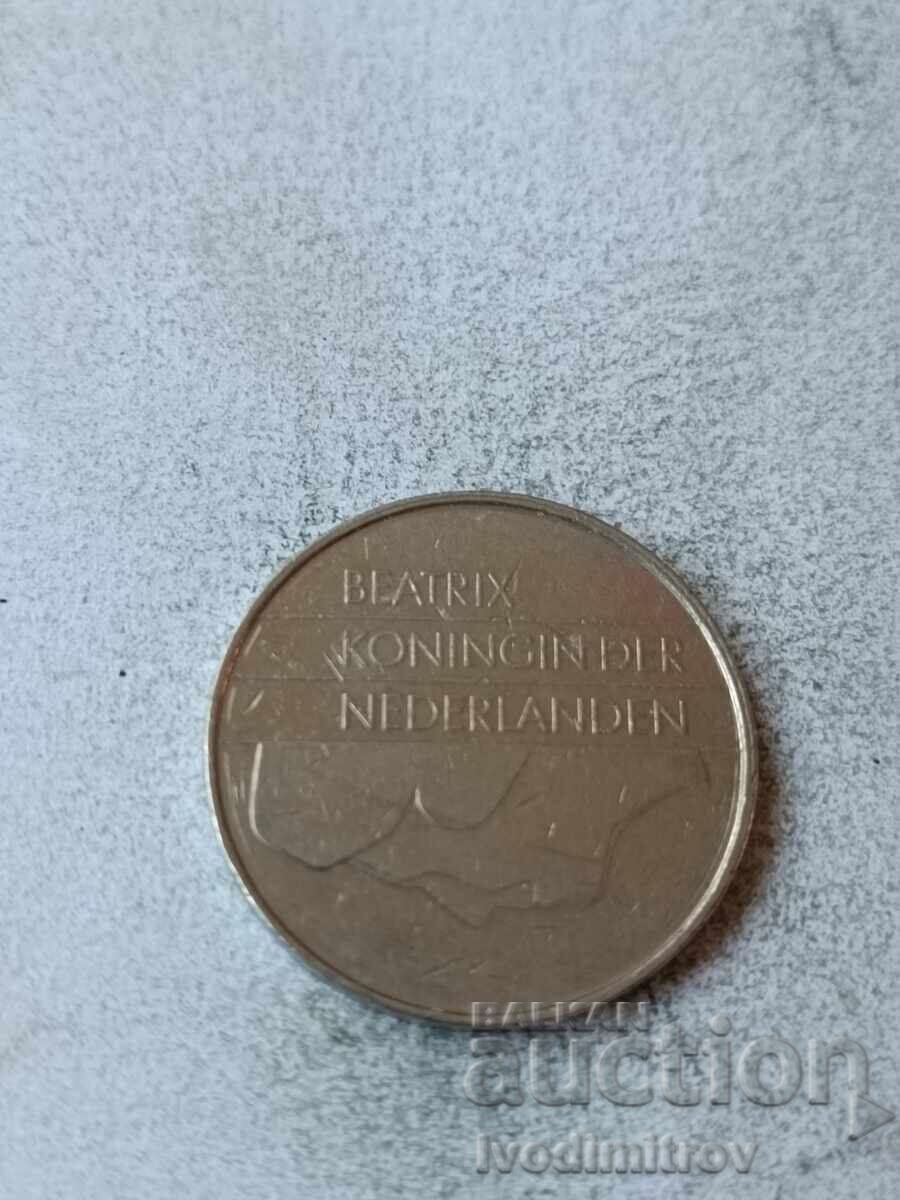 BEATRIX
KONINGIN DER
NEDERLANDEN
BALKAN
auction
Ivodimitrov